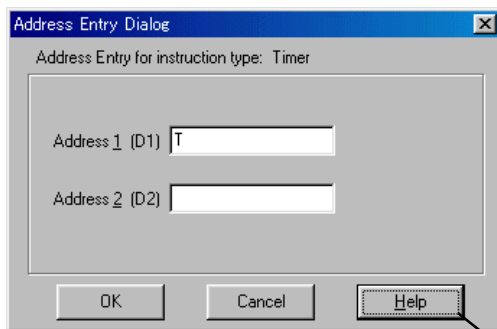 Address Entry Dialog
Address Entry for instruction type: Timer
Address 1 (D1) T
Address 2 (D2)
OK Cancel Help